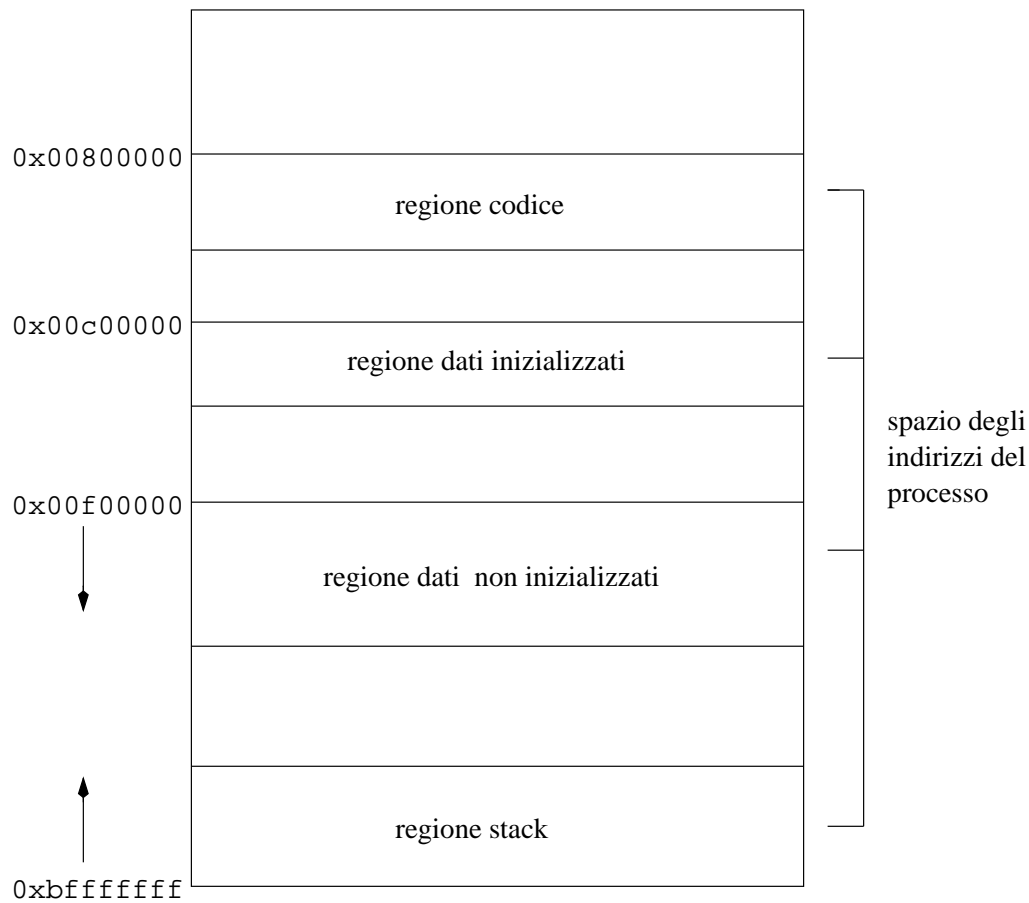 0x00800000
regione codice
0x00c00000
regione dati inizializzati
spazio degli
indirizzi del
processo
0x00f00000
regione dati  non inizializzati
regione stack
0xbfffffff